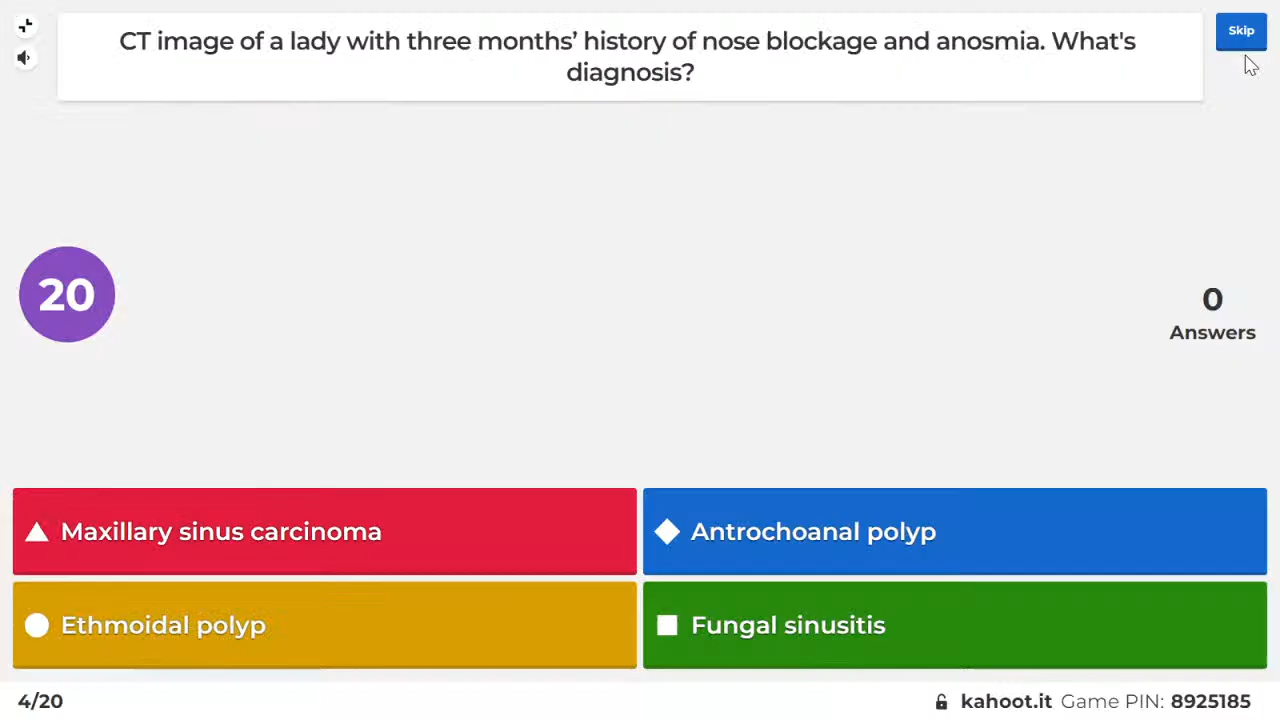 CT image of a lady with three months’ history of nose blockage and anosmia. What's
diagnosis?
Skip
20
0
Answers
Maxillary sinus carcinoma
Antrochoanal polyp
Ethmoidal polyp
Fungal sinusitis
4/20
kahoot.it Game PIN: 8925185